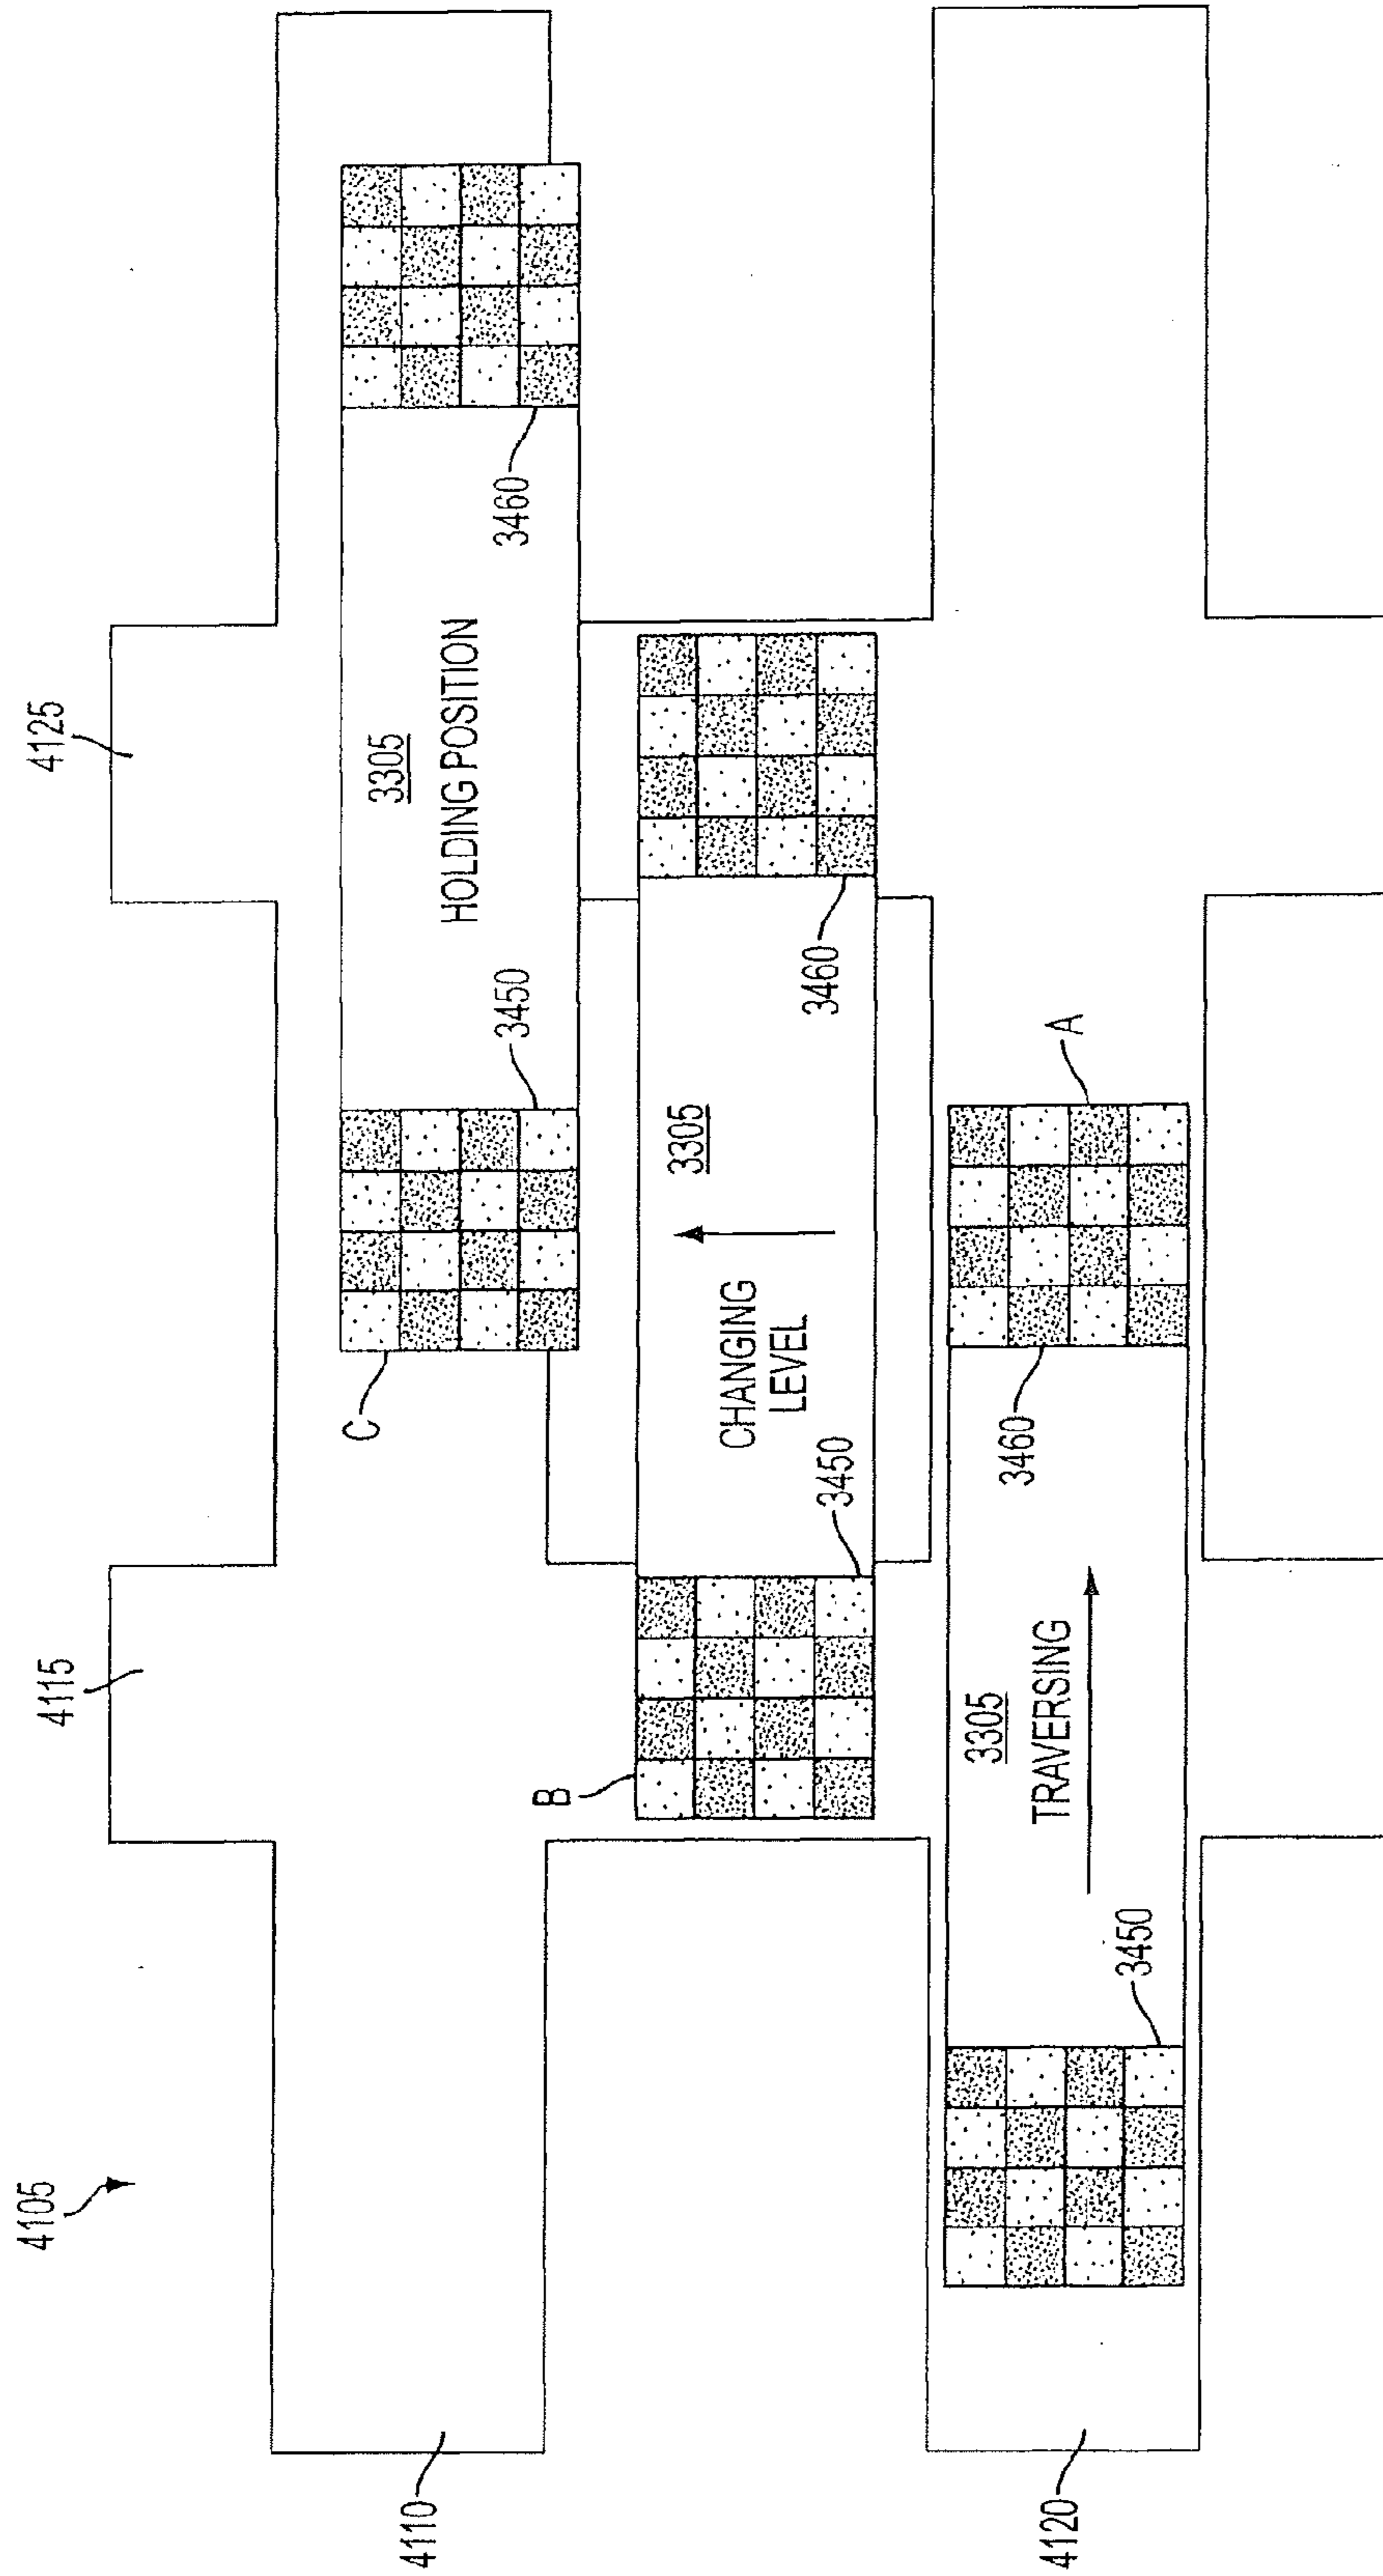 4105
4115
4125
C
3305
4110
HOLDING POSITION
3450
3460
B
3305
CHANGING
LEVEL
3450
3460
3305
3460
TRAVERSING
A
4120
3450